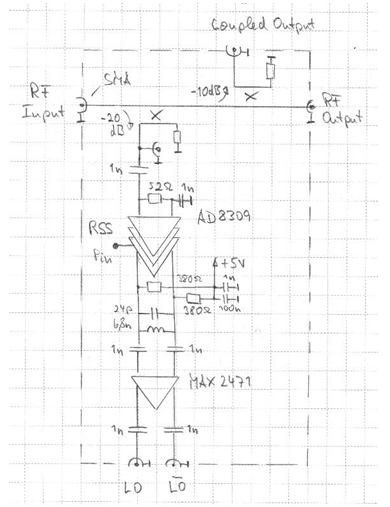 Coupled Output
SMA
RF
Input
-10dB
RF
Output
-20
dB
1n
52Ω
1n
AD8309
RSS
Pin
+5V
380Ω
1n
380Ω
100n
24p
6,8n
1n
1n
MAX 2471
1n
1n
LO
LO